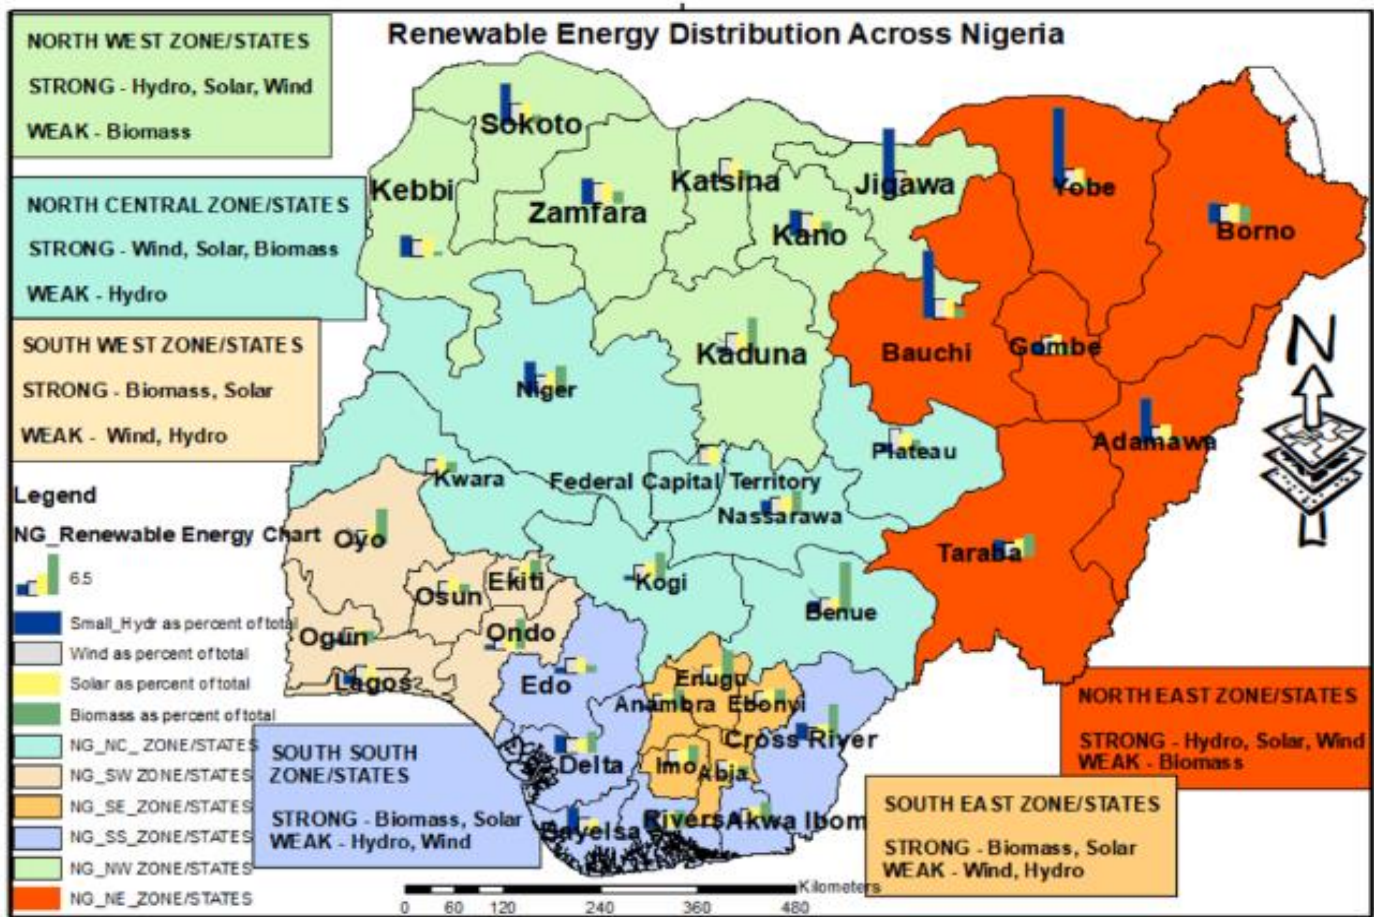 Renewable Energy Distribution Across Nigeria
NORTH WEST ZONE/STATES
STRONG - Hydro, Solar, Wind
WEAK - Biomass
NORTH CENTRAL ZONE/STATES
STRONG - Wind, Solar, Biomass
WEAK - Hydro
SOUTH WEST ZONE/STATES
STRONG - Biomass, Solar
WEAK - Wind, Hydro
Sokoto
Kebbi
Zamfara
Katsina
Kano
Jigawa
Yobe
Borno
Kaduna
Bauchi
Gombe
Adamawa
Niger
Plateau
Kwara
Federal Capital Territory
Nassarawa
Taraba
Oyo
Kogi
Benue
Osun
Ekiti
Ogun
Ondo
Lagos
Edo
Enugu
Anambra
Ebonyi
Cross River
Delta
Imo
Abia
Bayelsa
Rivers
Akwa Ibom
N
Legend
NG_Renewable Energy Chart
6.5
Small_Hydr as percent of total
Wind as percent of total
Solar as percent of total
Biomass as percent of total
NG_NC_ ZONE/STATES
NG_SW ZONE/STATES
NG_SE_ZONE/STATES
NG_SS_ZONE/STATES
NG_NW ZONE/STATES
NG_NE_ZONE/STATES
SOUTH SOUTH
ZONE/STATES
STRONG - Biomass, Solar
WEAK - Hydro, Wind
NORTH EAST ZONE/STATES
STRONG - Hydro, Solar, Wind
WEAK - Biomass
SOUTH EAST ZONE/STATES
STRONG - Biomass, Solar
WEAK - Wind, Hydro
Kilometers
0 60 120 240 360 480